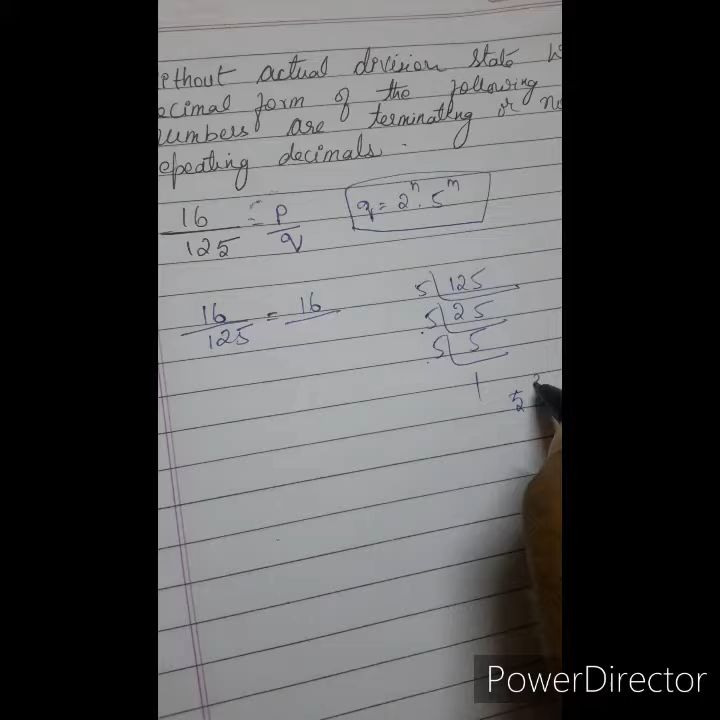 ithout actual division state w
ecimal form of the following
umbers are terminating or no
epeating decimals.
16/125 = p/q
q = 2ⁿ. 5ᵐ
16/125 = 16
5 125
5 25
5 5
1
5
PowerDirector